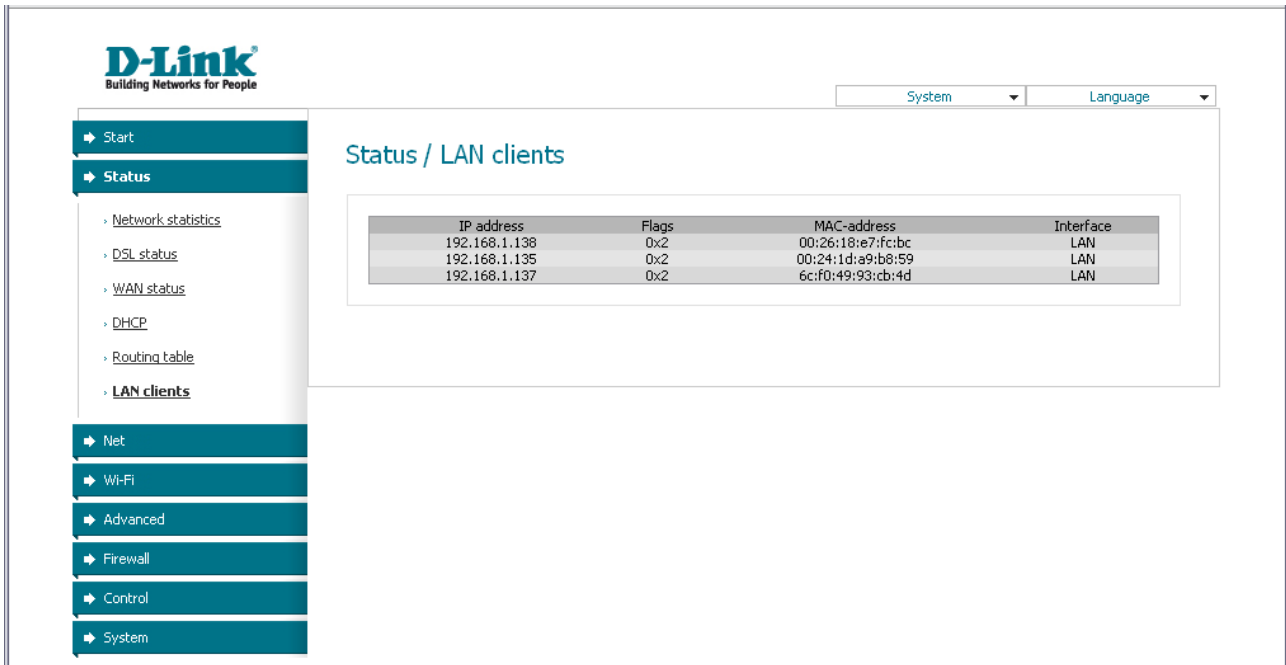 D-Link®
Building Networks for People
System Language
Start
Status
Network statistics
DSL status
WAN status
DHCP
Routing table
LAN clients
Net
Wi-Fi
Advanced
Firewall
Control
System
Status / LAN clients
IP address Flags MAC-address Interface
192.168.1.138 0x2 00:26:18:e7:fc:bc LAN
192.168.1.135 0x2 00:24:1d:a9:b8:59 LAN
192.168.1.137 0x2 6c:f0:49:93:cb:4d LAN